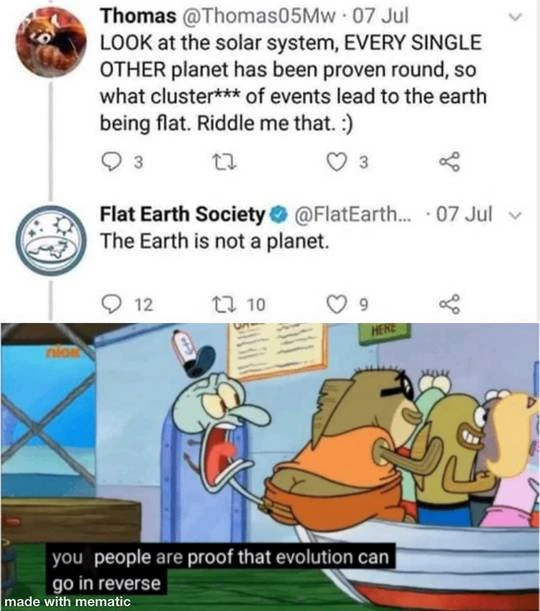 Thomas @Thomas05Mw · 07 Jul
LOOK at the solar system, EVERY SINGLE
OTHER planet has been proven round, so
what cluster*** of events lead to the earth
being flat. Riddle me that. :)
3
3
Flat Earth Society @FlatEarth... · 07 Jul
The Earth is not a planet.
12
10
9
HERE
nick
you people are proof that evolution can
go in reverse
made with mematic